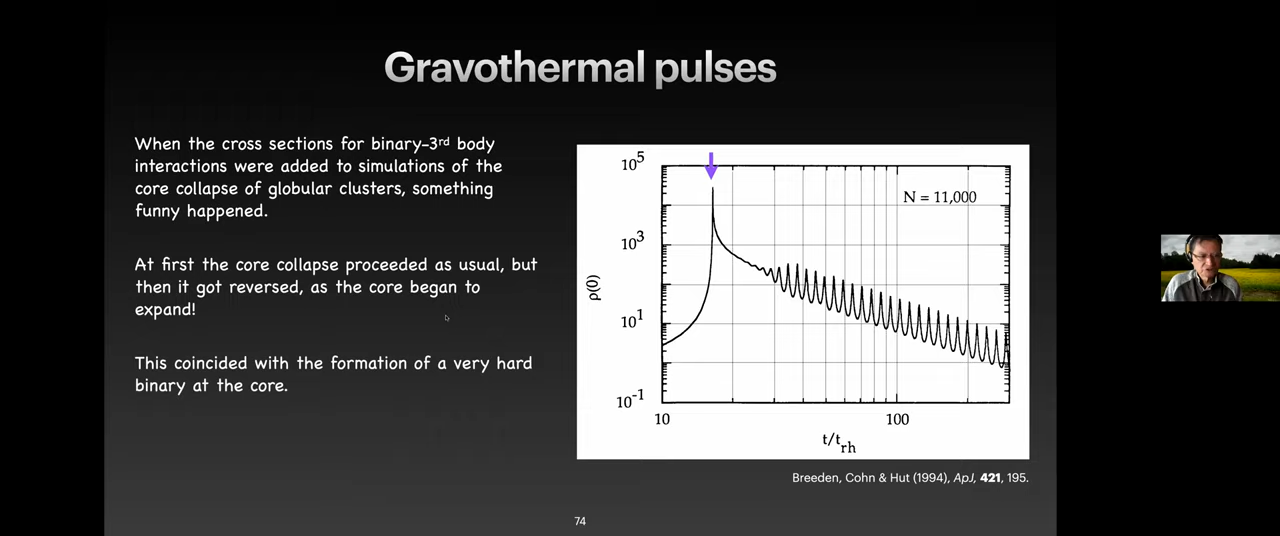 Gravothermal pulses
When the cross sections for binary-3rd body
interactions were added to simulations of the
core collapse of globular clusters, something
funny happened.
At first the core collapse proceeded as usual, but
then it got reversed, as the core began to
expand!
This coincided with the formation of a very hard
binary at the core.
10^5
10^3
10^1
10^-1
ρ(0)
N = 11,000
10
100
t/t_rh
Breeden, Cohn & Hut (1994), ApJ, 421, 195.
74